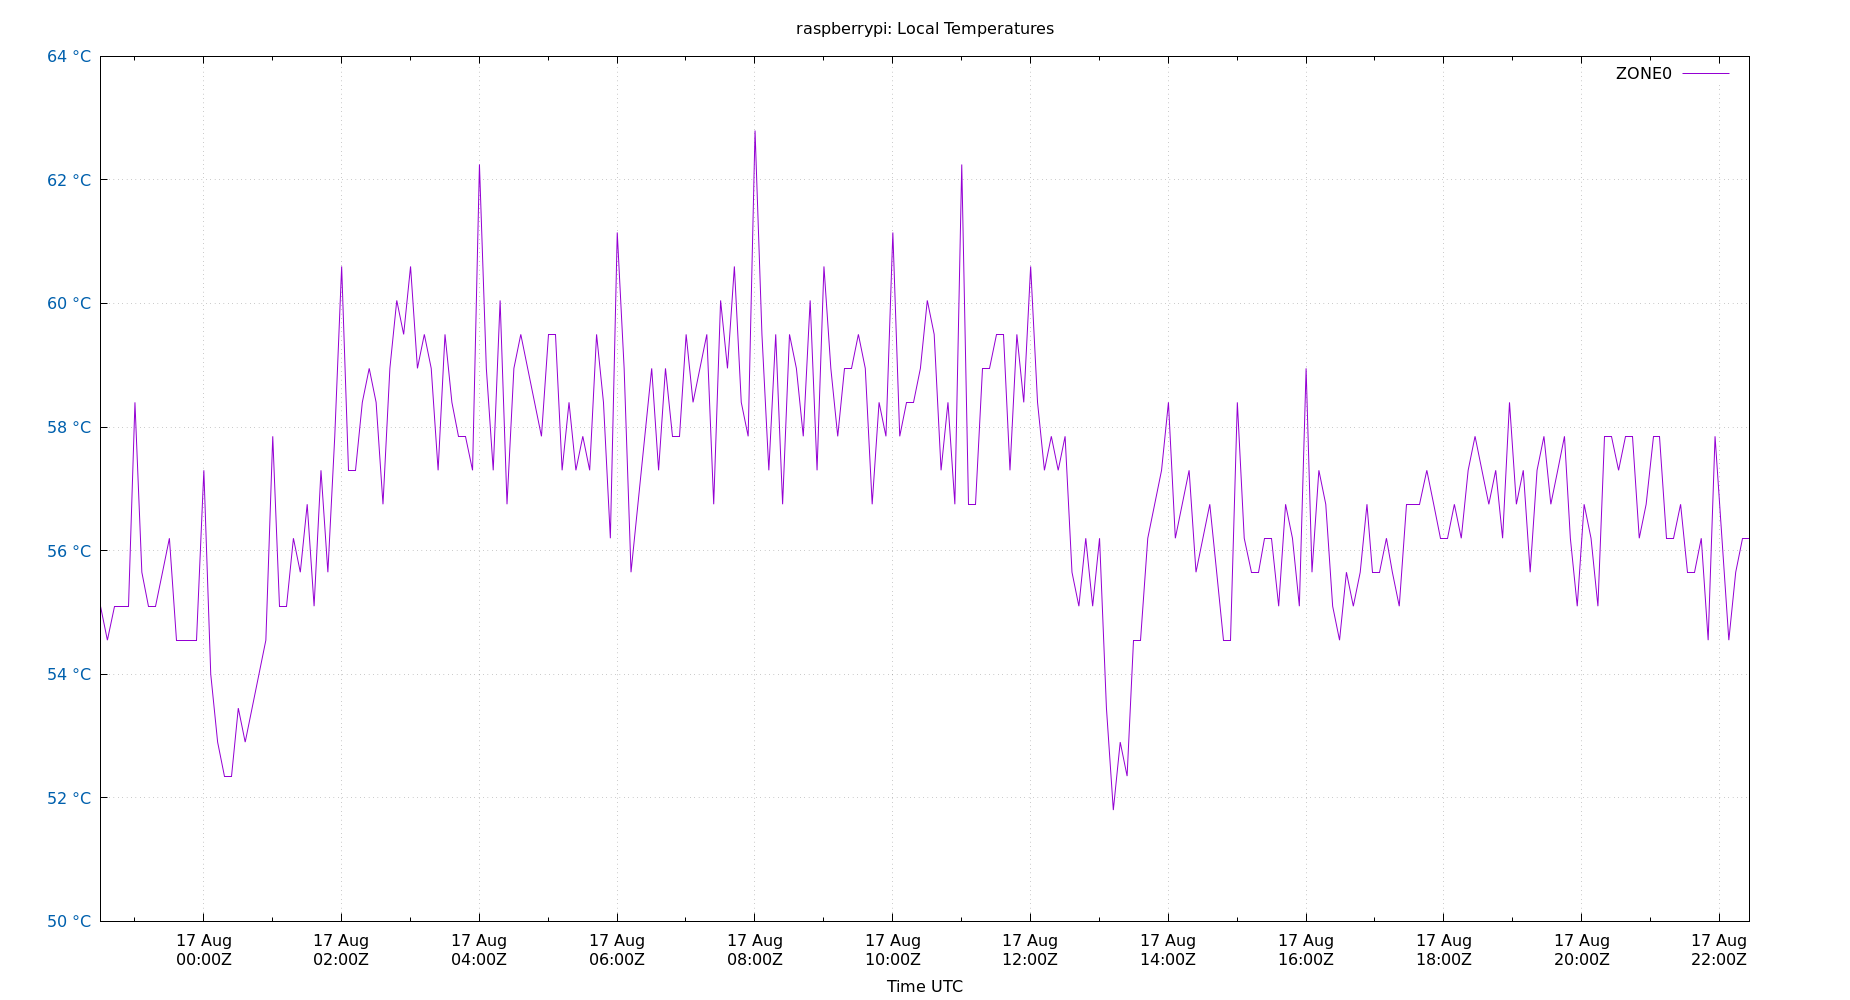 raspberrypi: Local Temperatures
64 °C
62 °C
60 °C
58 °C
56 °C
54 °C
52 °C
50 °C
ZONE0
17 Aug 17 Aug 17 Aug 17 Aug 17 Aug 17 Aug 17 Aug 17 Aug 17 Aug 17 Aug 17 Aug 17 Aug
00:00Z 02:00Z 04:00Z 06:00Z 08:00Z 10:00Z 12:00Z 14:00Z 16:00Z 18:00Z 20:00Z 22:00Z
Time UTC